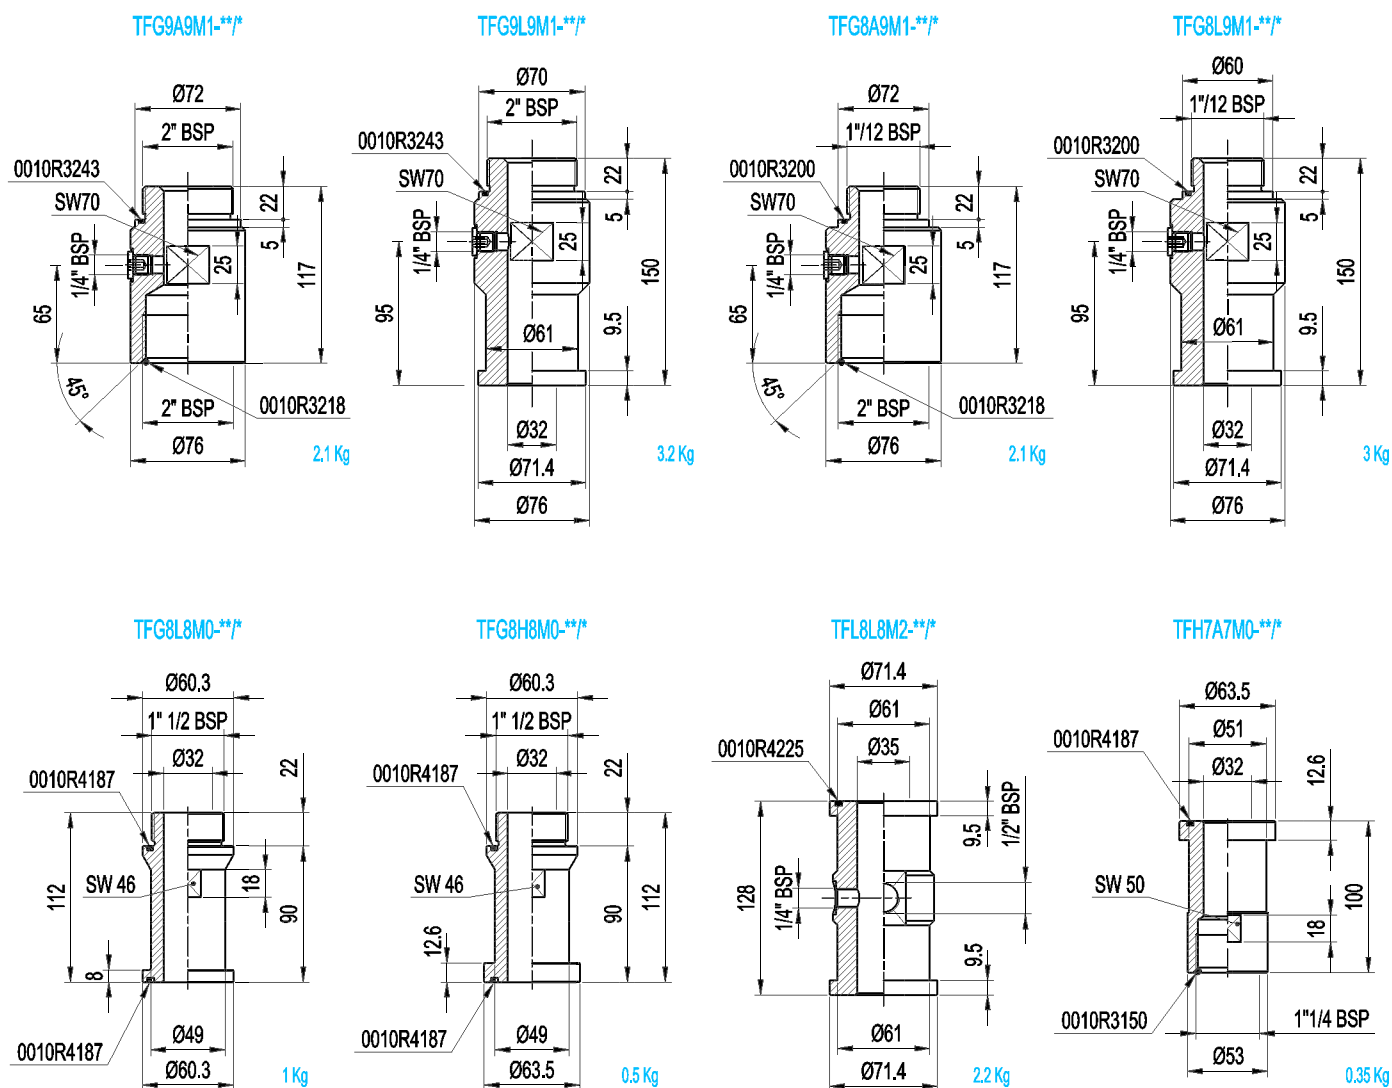 TFG9A9M1-**/*
Ø72
2" BSP
0010R3243
SW70
22
5
117
1/4" BSP
25
65
45°
0010R3218
2" BSP
Ø76
2.1 Kg
TFG9L9M1-**/*
Ø70
2" BSP
0010R3243
SW70
22
5
150
1/4" BSP
25
95
9.5
Ø61
Ø32
Ø71.4
Ø76
3.2 Kg
TFG8A9M1-**/*
Ø72
1"/12 BSP
0010R3200
SW70
22
5
117
1/4" BSP
25
65
45°
0010R3218
2" BSP
Ø76
2.1 Kg
TFG8L9M1-**/*
Ø60
1"/12 BSP
0010R3200
SW70
22
5
150
1/4" BSP
25
95
9.5
Ø61
Ø32
Ø71.4
Ø76
3 Kg
TFG8L8M0-**/*
Ø60.3
1" 1/2 BSP
Ø32
22
0010R4187
112
SW 46
18
90
8
Ø49
0010R4187
Ø60.3
1 Kg
TFG8H8M0-**/*
Ø60.3
1" 1/2 BSP
Ø32
22
0010R4187
SW 46
90
112
12.6
Ø49
0010R4187
Ø63.5
0.5 Kg
TFL8L8M2-**/*
Ø71.4
Ø61
0010R4225
Ø35
9.5
1/2" BSP
128
1/4" BSP
9.5
Ø61
Ø71.4
2.2 Kg
TFH7A7M0-**/*
Ø63.5
0010R4187
Ø51
Ø32
12.6
SW 50
18
100
0010R3150
1"1/4 BSP
Ø53
0.35 Kg